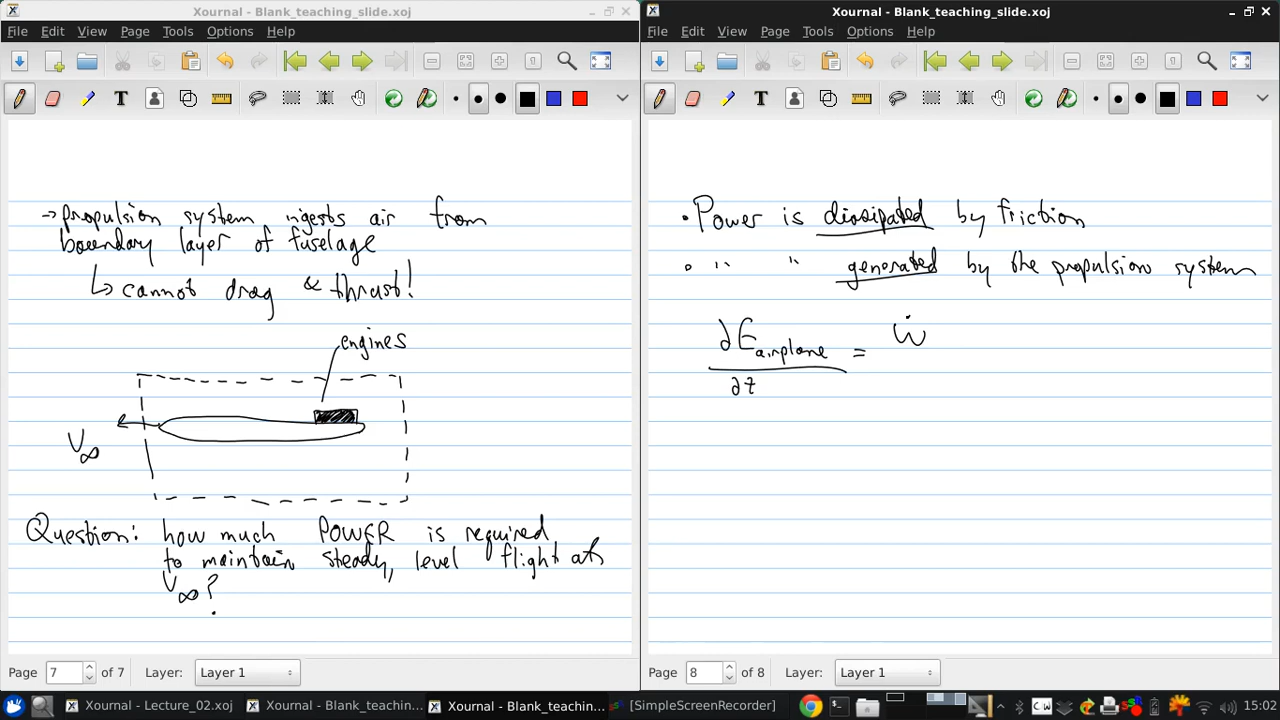 Xournal - Blank_teaching_slide.xoj
File Edit View Page Tools Options Help
→ propulsion system ingests air from
boundary layer of fuselage
↳ cannot drag & thrust!
engines
V∞
Question: how much POWER is required
to maintain steady, level flight at
V∞?
Page 7 of 7 Layer: Layer 1
Xournal - Blank_teaching_slide.xoj
File Edit View Page Tools Options Help
• Power is dissipated by friction
• " " generated by the propulsion system
∂E airplane = Ẇ
∂t
Page 8 of 8 Layer: Layer 1
Xournal - Lecture_02.xoj
Xournal - Blank_teachin...
Xournal - Blank_teachin...
[SimpleScreenRecorder]
CW
15:02